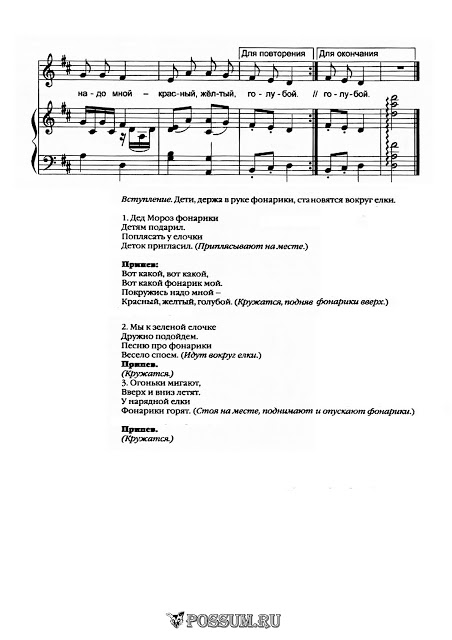 Для повторения Для окончания
на - до мной – крас-ный, жёл-тый, го - лу - бой. // го - лу - бой.
Вступление. Дети, держа в руке фонарики, становятся вокруг елки.
1. Дед Мороз фонарики
Детям подарил.
Поплясать у елочки
Деток пригласил. (Приплясывают на месте.)
Припев:
Вот какой, вот какой,
Вот какой фонарик мой.
Покружись надо мной –
Красный, желтый, голубой. (Кружатся, подняв фонарики вверх.)
2. Мы к зеленой елочке
Дружно подойдем.
Песню про фонарики
Весело споем. (Идут вокруг елки.)
Припев.
(Кружатся.)
3. Огоньки мигают,
Вверх и вниз летят.
У нарядной елки
Фонарики горят. (Стоя на месте, поднимают и опускают фонарики.)
Припев.
(Кружатся.)
POSSUM.RU